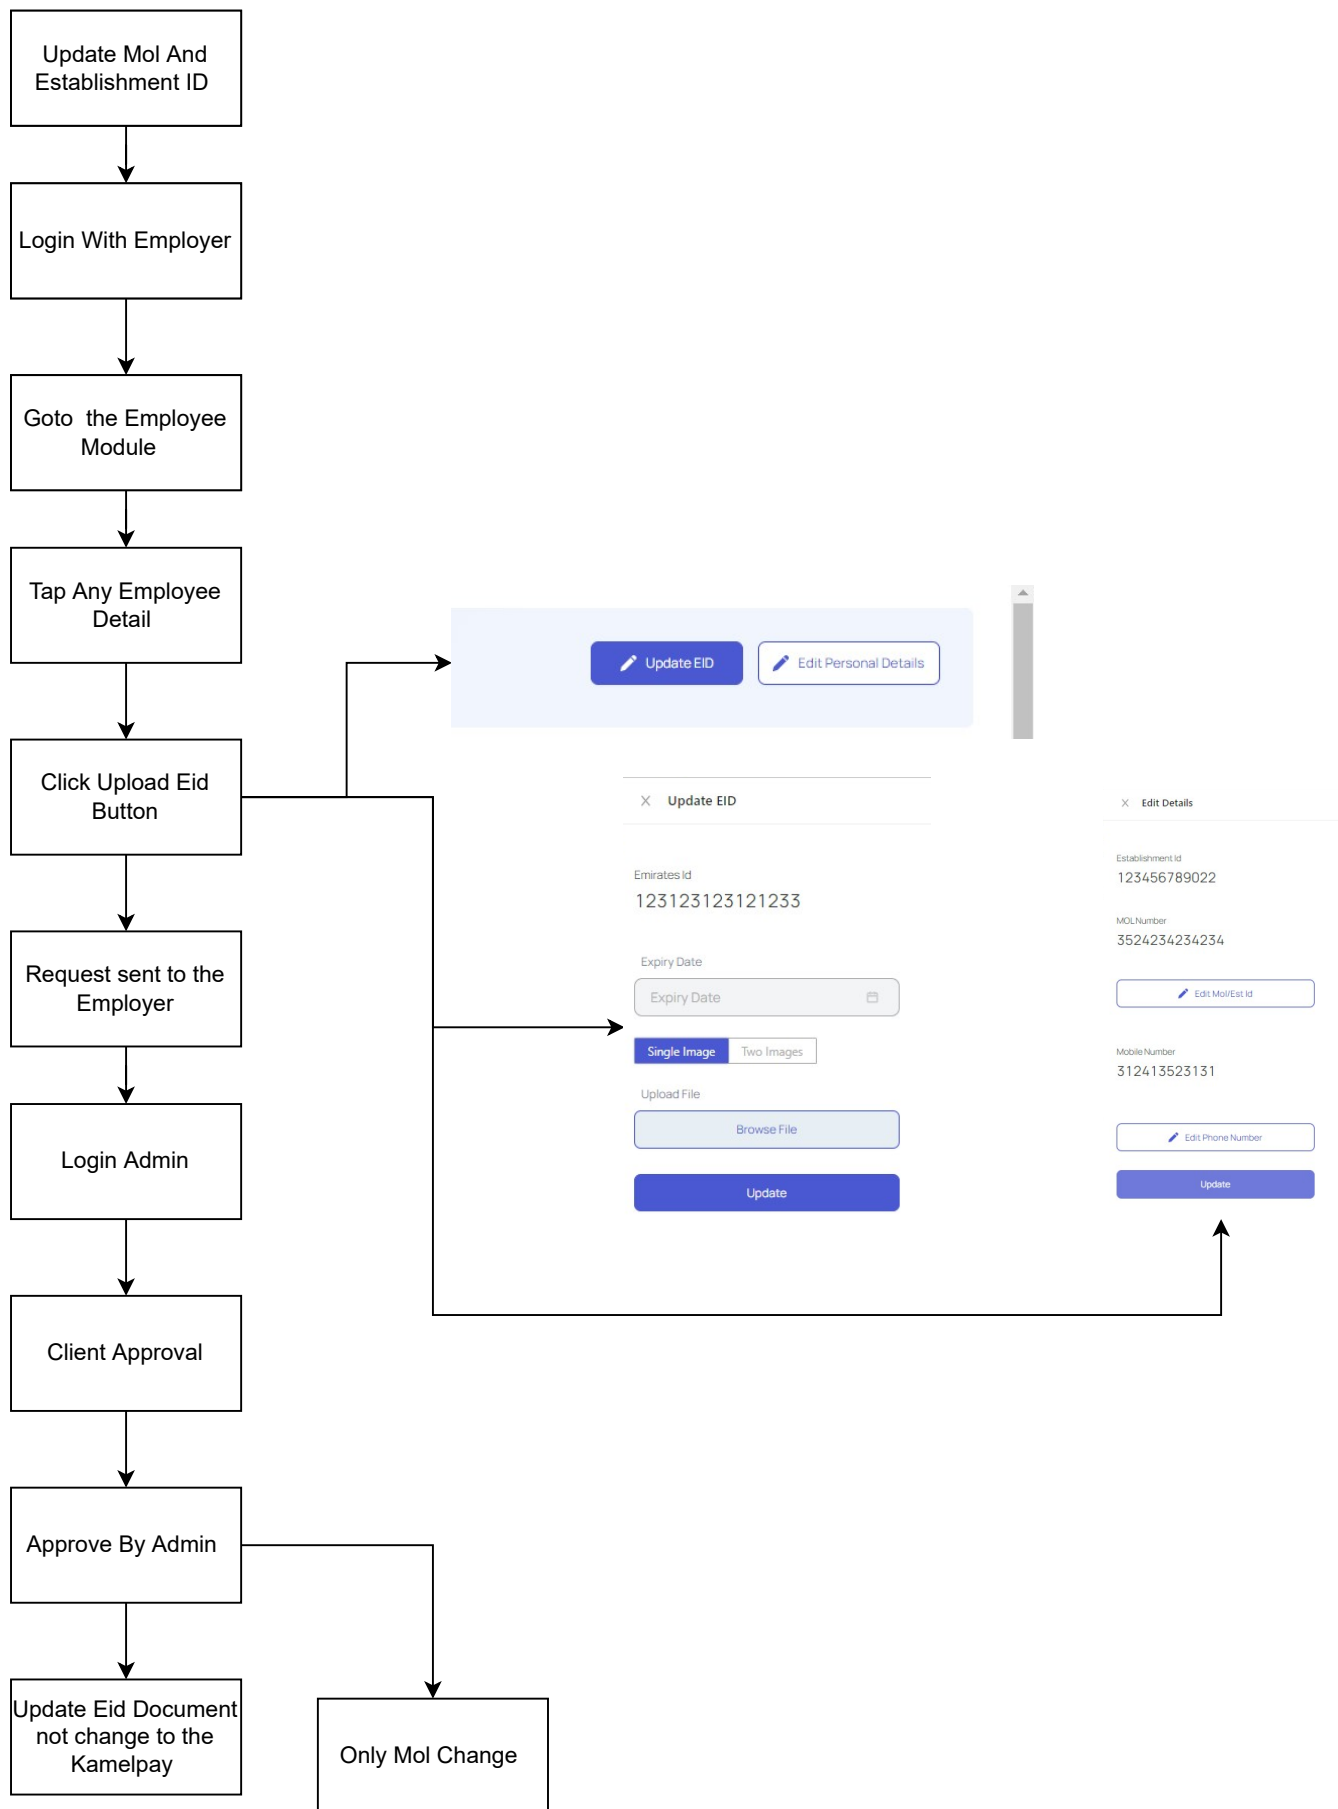 Update Mol And
Establishment ID
Login With Employer
Goto the Employee
Module
Tap Any Employee
Detail
Click Upload Eid
Button
Request sent to the
Employer
Login Admin
Client Approval
Approve By Admin
Update Eid Document
not change to the
Kamelpay
Only Mol Change
Update EID
Edit Personal Details
Update EID
Emirates Id
123123123121233
Expiry Date
Expiry Date
Single Image
Two Images
Upload File
Browse File
Update
Edit Details
Establishment Id
123456789022
MOL Number
3524234234234
Edit Mol/Est Id
Mobile Number
312413523131
Edit Phone Number
Update